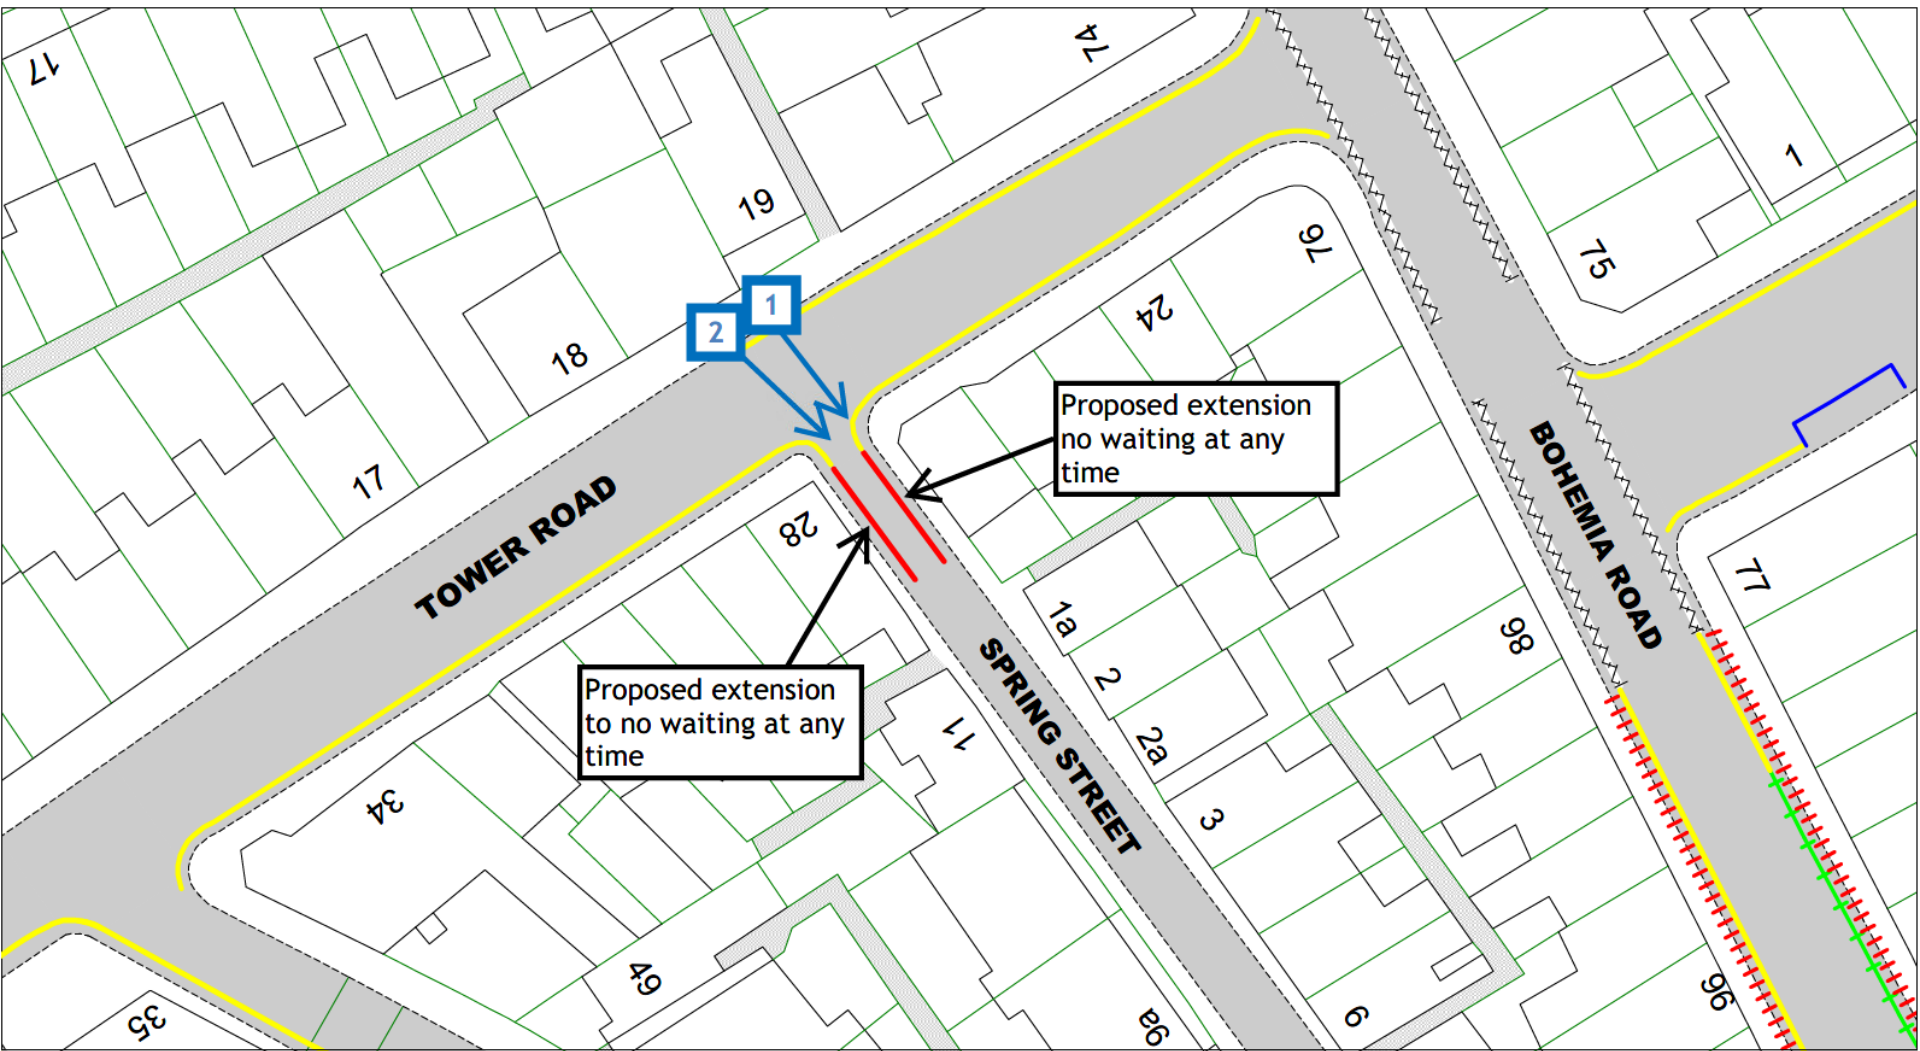 17
74
1
19
76
75
24
1
2
18
Proposed extension
no waiting at any
time
17
TOWER ROAD
28
BOHEMIA ROAD
77
1a
98
2
SPRING STREET
Proposed extension
to no waiting at any
time
11
2a
34
3
49
96
35
9a
9